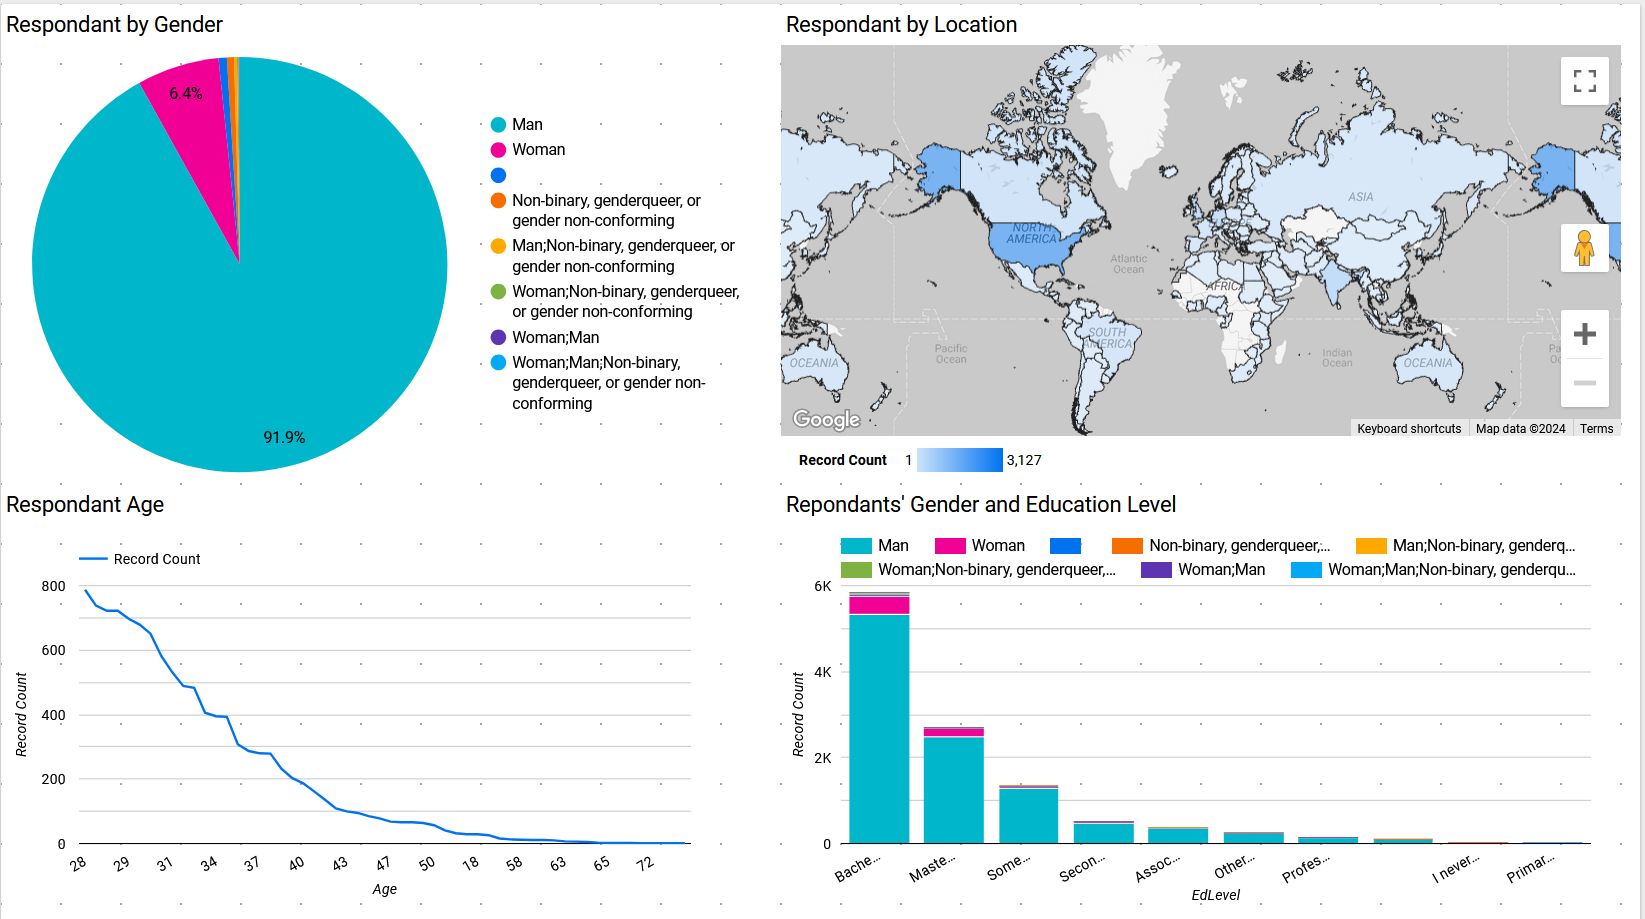 Respondant by Gender
6.4%
91.9%
Man
Woman
Non-binary, genderqueer, or
gender non-conforming
Man;Non-binary, genderqueer, or
gender non-conforming
Woman;Non-binary, genderqueer,
or gender non-conforming
Woman;Man
Woman;Man;Non-binary,
genderqueer, or gender non-
conforming
Respondant by Location
NORTH
AMERICA
ASIA
Atlantic
Ocean
AFRICA
SOUTH
AMERICA
Pacific
Ocean
Indian
Ocean
OCEANIA
OCEANIA
Pa
Oc
Google
Keyboard shortcuts
Map data ©2024
Terms
Record Count 1 3,127
Respondant Age
Record Count
800
600
400
200
0
Record Count
28 29 31 34 37 40 43 47 50 18 58 63 65 72
Age
Repondants' Gender and Education Level
Man Woman Non-binary, genderqueer,... Man;Non-binary, genderq...
Woman;Non-binary, genderqueer,... Woman;Man Woman;Man;Non-binary, genderqu...
6K
4K
2K
0
Record Count
Bache... Maste... Some... Secon... Assoc... Other... Profes... I never... Primar...
EdLevel